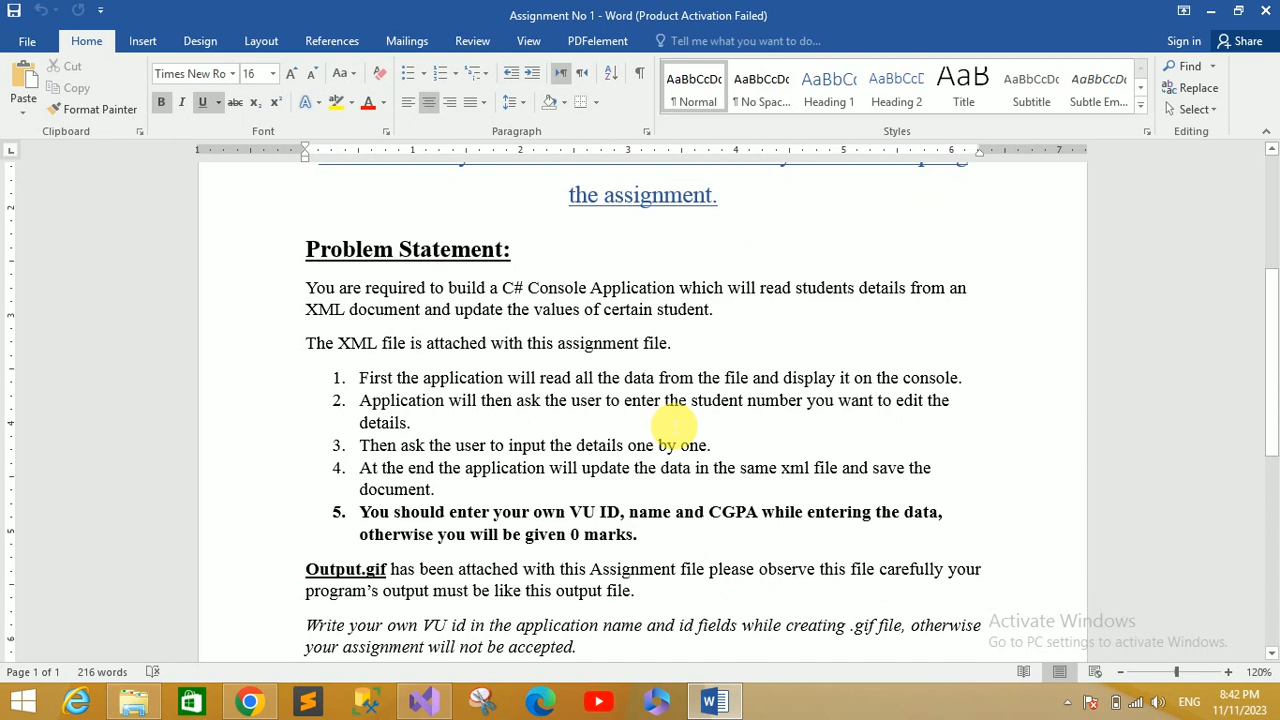 Assignment No 1 - Word (Product Activation Failed)
File Home Insert Design Layout References Mailings Review View PDFelement Tell me what you want to do... Sign in Share
Paste
Cut
Copy
Format Painter
Clipboard
Times New Ro 16
Font
Paragraph
AaBbCcDc AaBbCcDc AaBbCc AaBbCcE AaB AaBbCcDc AaBbCcDc
¶ Normal ¶ No Spac... Heading 1 Heading 2 Title Subtitle Subtle Em...
Styles
Find
Replace
Select
Editing
1 1 2 3 4 5 6 7
the assignment.
Problem Statement:
You are required to build a C# Console Application which will read students details from an
XML document and update the values of certain student.
The XML file is attached with this assignment file.
1. First the application will read all the data from the file and display it on the console.
2. Application will then ask the user to enter the student number you want to edit the
details.
3. Then ask the user to input the details one by one.
4. At the end the application will update the data in the same xml file and save the
document.
5. You should enter your own VU ID, name and CGPA while entering the data,
otherwise you will be given 0 marks.
Output.gif has been attached with this Assignment file please observe this file carefully your
program's output must be like this output file.
Write your own VU id in the application name and id fields while creating .gif file, otherwise
your assignment will not be accepted.
Activate Windows
Go to PC settings to activate Windows.
Page 1 of 1 216 words 120%
ENG
8:42 PM
11/11/2023